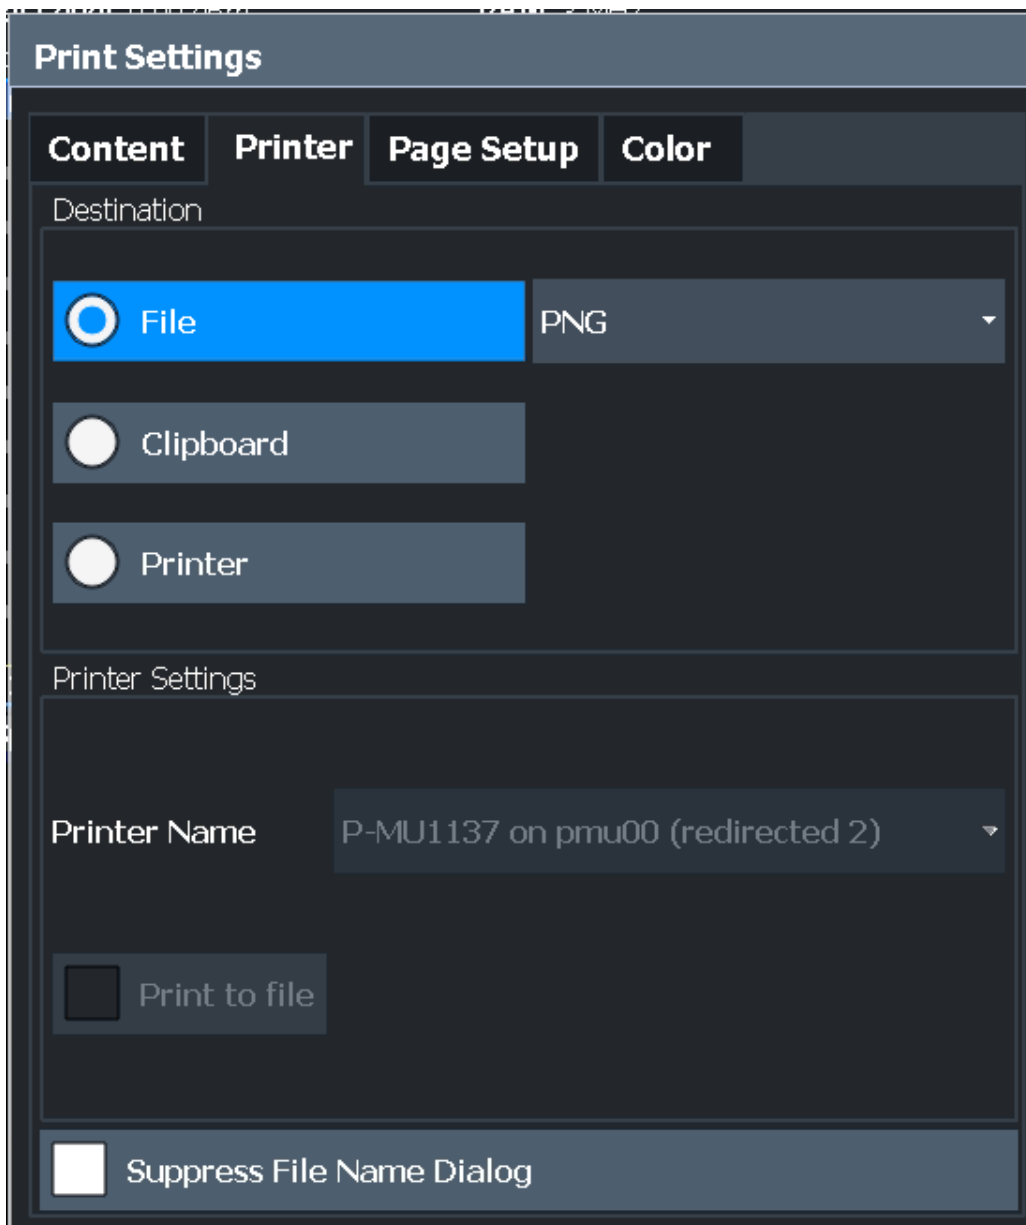 Print Settings
Content Printer Page Setup Color
Destination
File PNG
Clipboard
Printer
Printer Settings
Printer Name P-MU1137 on pmu00 (redirected 2)
Print to file
Suppress File Name Dialog